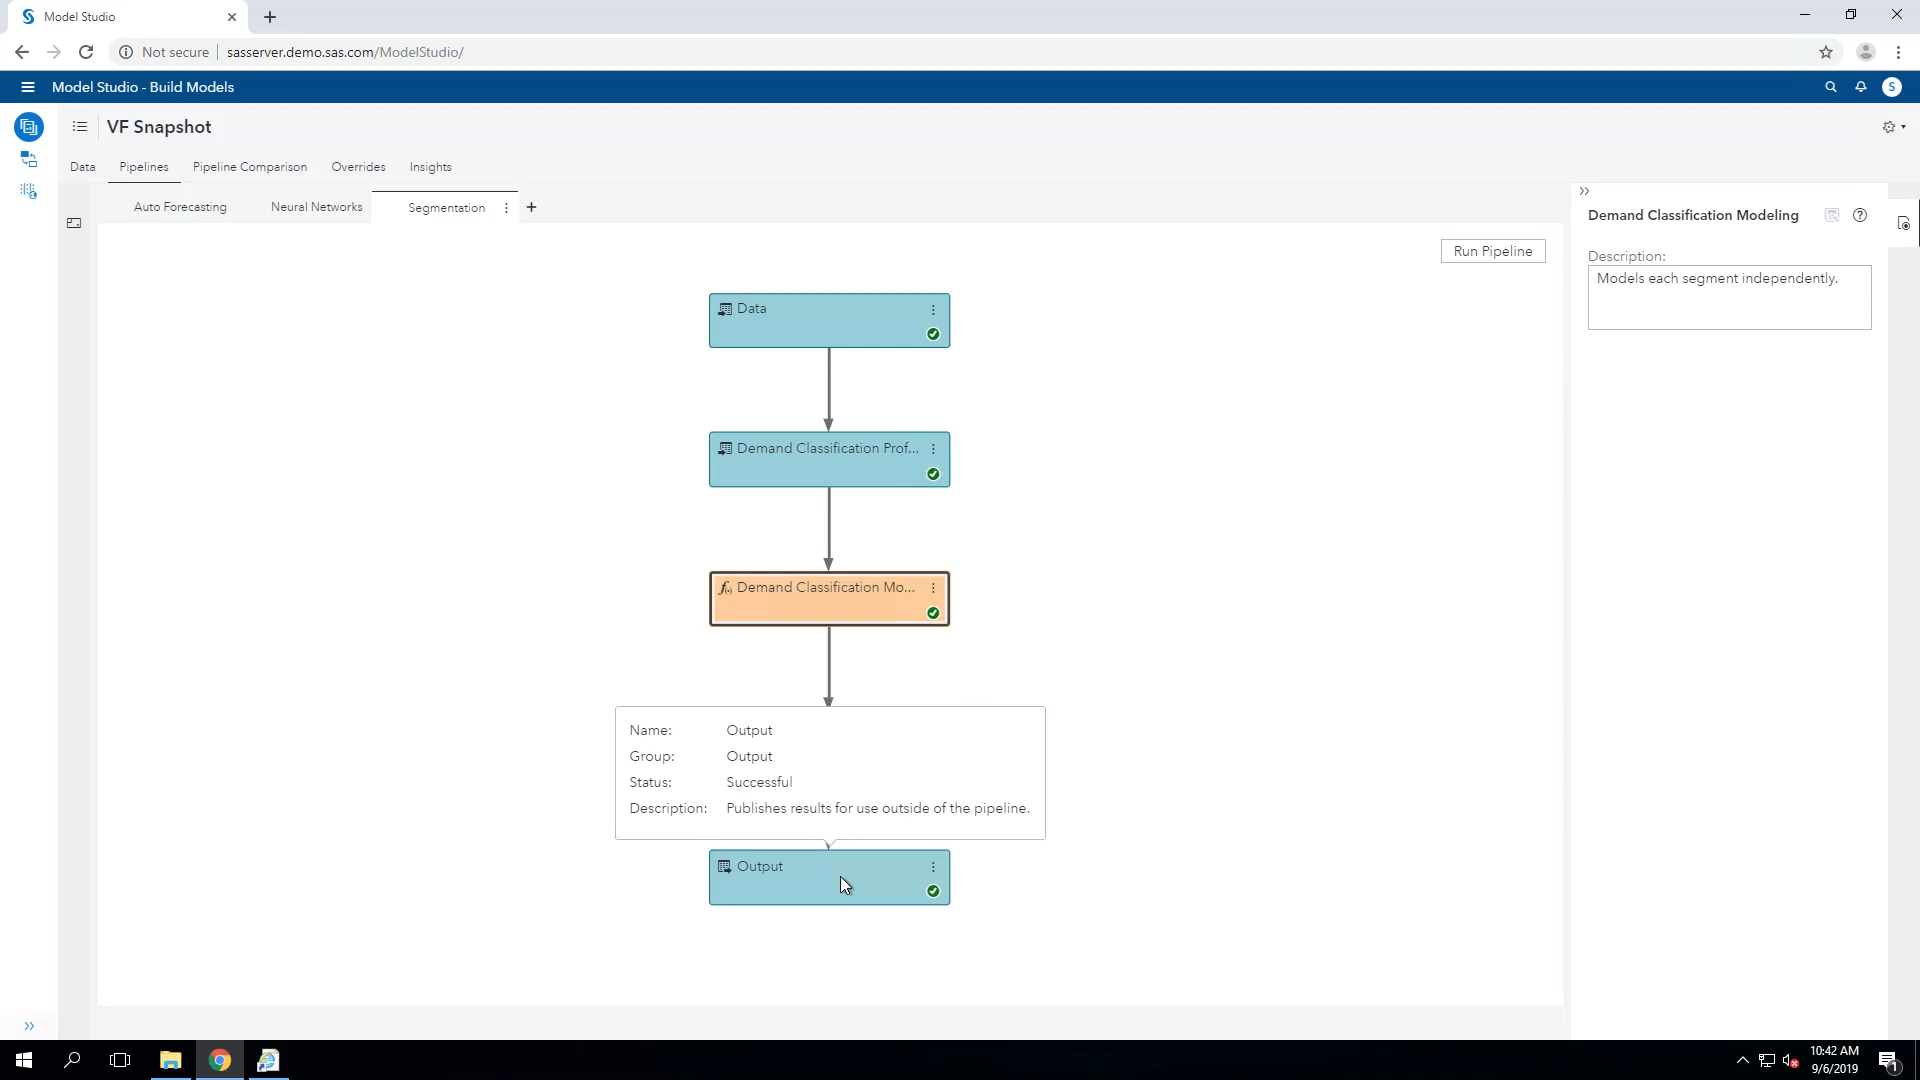 Model Studio
Not secure
sasserver.demo.sas.com/ModelStudio/
Model Studio - Build Models
S
VF Snapshot
Data
Pipelines
Pipeline Comparison
Overrides
Insights
Auto Forecasting
Neural Networks
Segmentation
Run Pipeline
Demand Classification Modeling
Description:
Models each segment independently.
Data
Demand Classification Prof...
Demand Classification Mo...
Name: Output
Group: Output
Status: Successful
Description: Publishes results for use outside of the pipeline.
Output
10:42 AM
9/6/2019
1